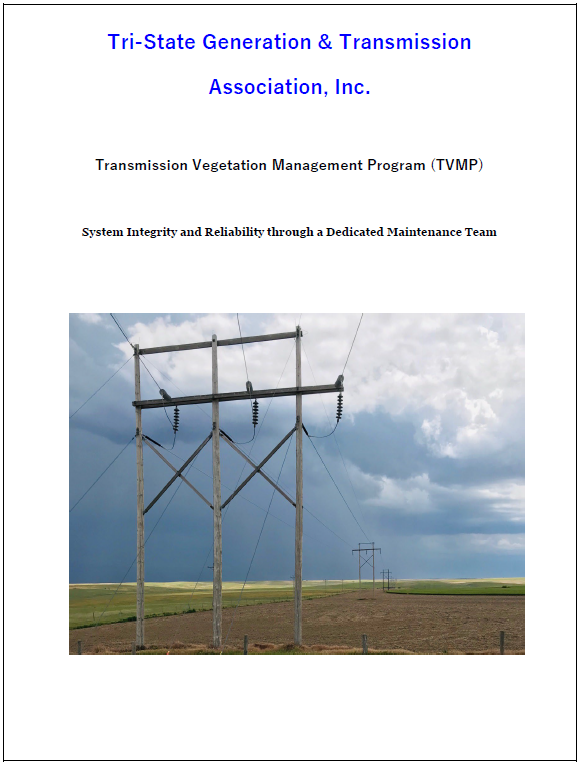 Tri-State Generation & Transmission
Association, Inc.
Transmission Vegetation Management Program (TVMP)
System Integrity and Reliability through a Dedicated Maintenance Team